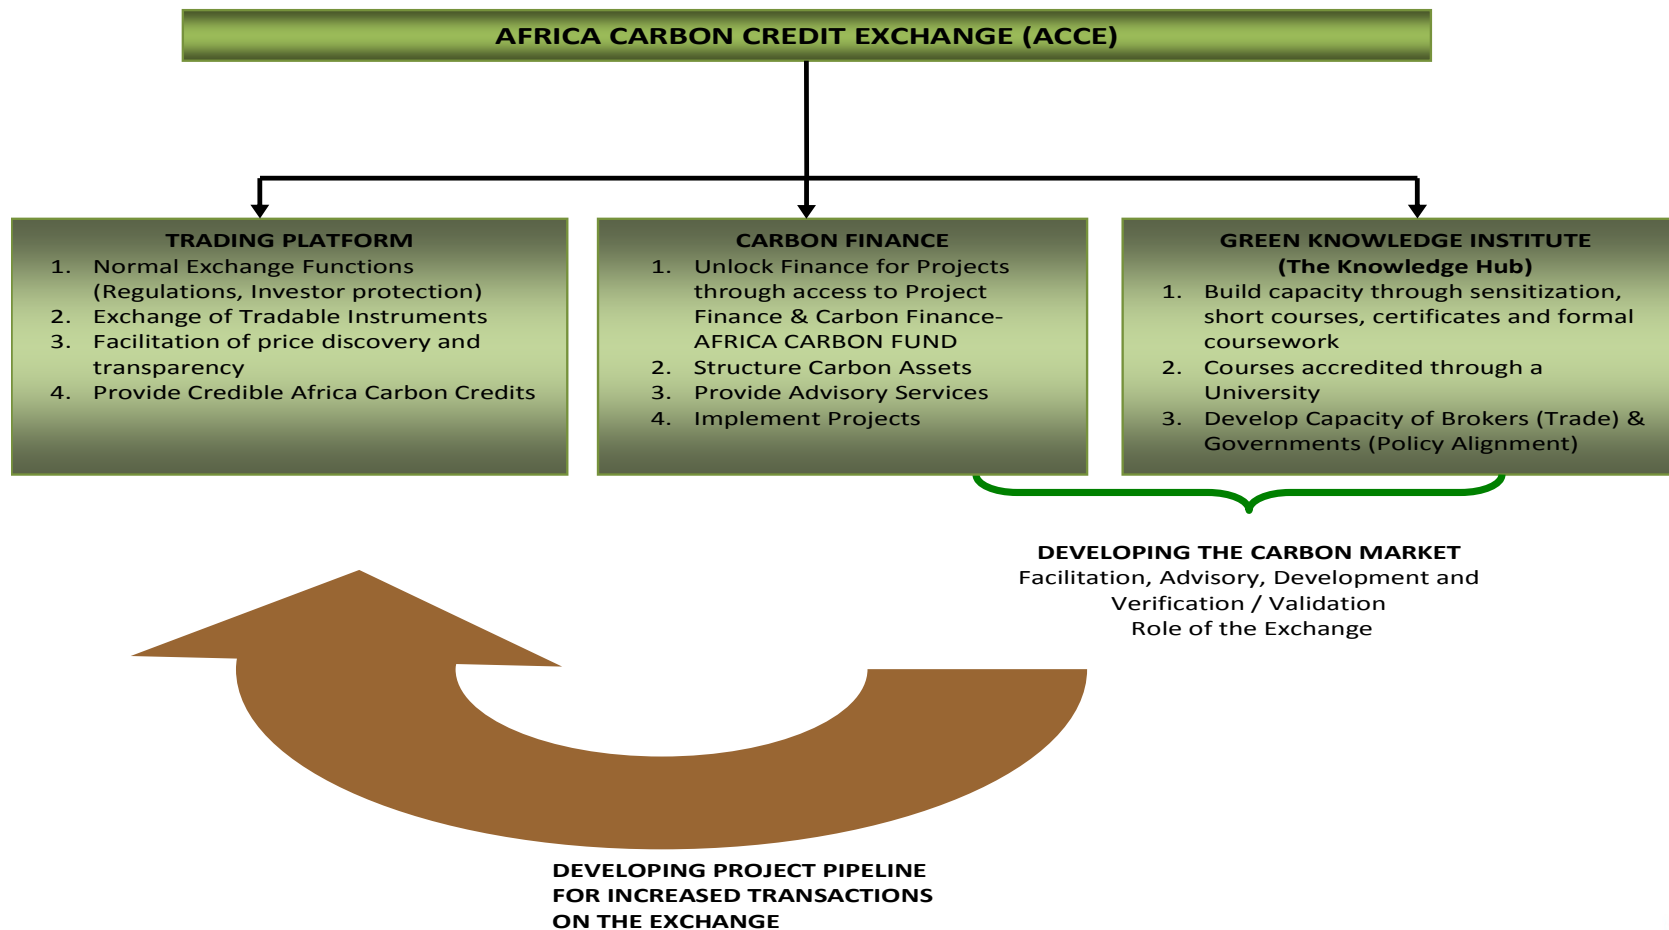 AFRICA CARBON CREDIT EXCHANGE (ACCE)
TRADING PLATFORM
1. Normal Exchange Functions
(Regulations, Investor protection)
2. Exchange of Tradable Instruments
3. Facilitation of price discovery and
transparency
4. Provide Credible Africa Carbon Credits
CARBON FINANCE
1. Unlock Finance for Projects
through access to Project
Finance & Carbon Finance-
AFRICA CARBON FUND
2. Structure Carbon Assets
3. Provide Advisory Services
4. Implement Projects
GREEN KNOWLEDGE INSTITUTE
(The Knowledge Hub)
1. Build capacity through sensitization,
short courses, certificates and formal
coursework
2. Courses accredited through a
University
3. Develop Capacity of Brokers (Trade) &
Governments (Policy Alignment)
DEVELOPING THE CARBON MARKET
Facilitation, Advisory, Development and
Verification / Validation
Role of the Exchange
DEVELOPING PROJECT PIPELINE
FOR INCREASED TRANSACTIONS
ON THE EXCHANGE